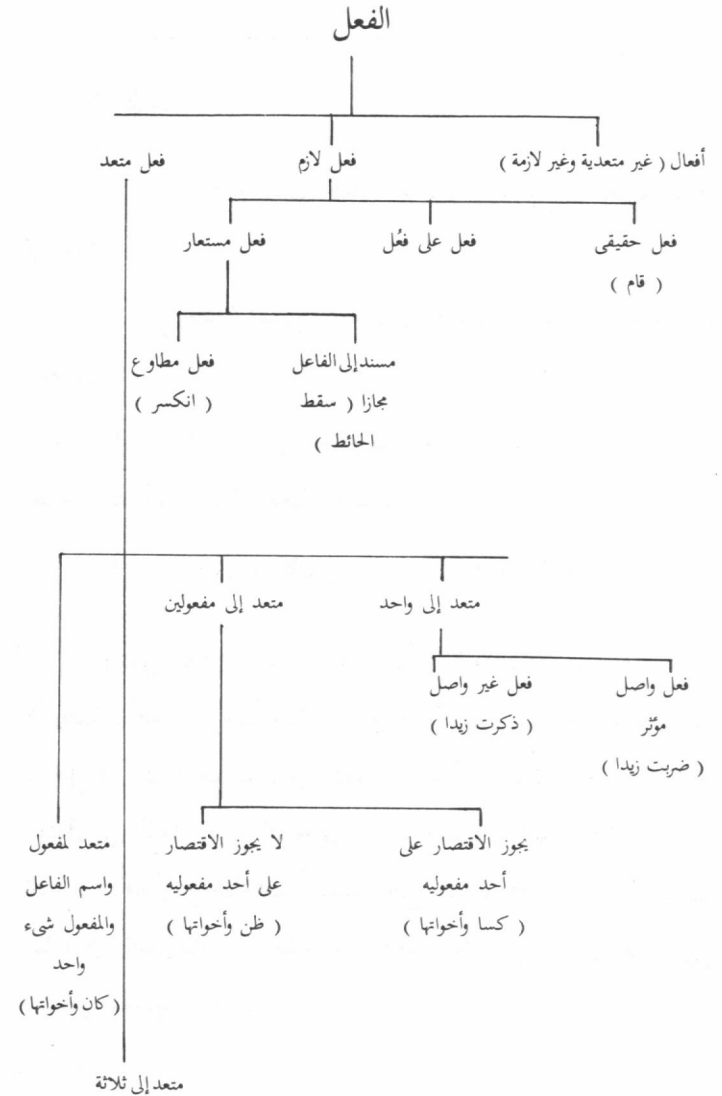 الفعل
أفعال ( غير متعدية وغير لازمة )
فعل لازم
فعل متعد
فعل حقيقى
( قام )
فعل على فعُل
فعل مستعار
مسند إلى الفاعل
مجازا ( سقط
الحائط )
فعل مطاوع
( انكسر )
متعد إلى واحد
متعد إلى مفعولين
فعل واصل
مؤثر
( ضربت زيدا )
فعل غير واصل
( ذكرت زيدا )
يجوز الاقتصار على
أحد مفعوليه
( كسا وأخواتها )
لا يجوز الاقتصار
على أحد مفعوليه
( ظن وأخواتها )
متعد لمفعول
واسم الفاعل
والمفعول شىء
واحد
( كان وأخواتها )
متعد إلى ثلاثة